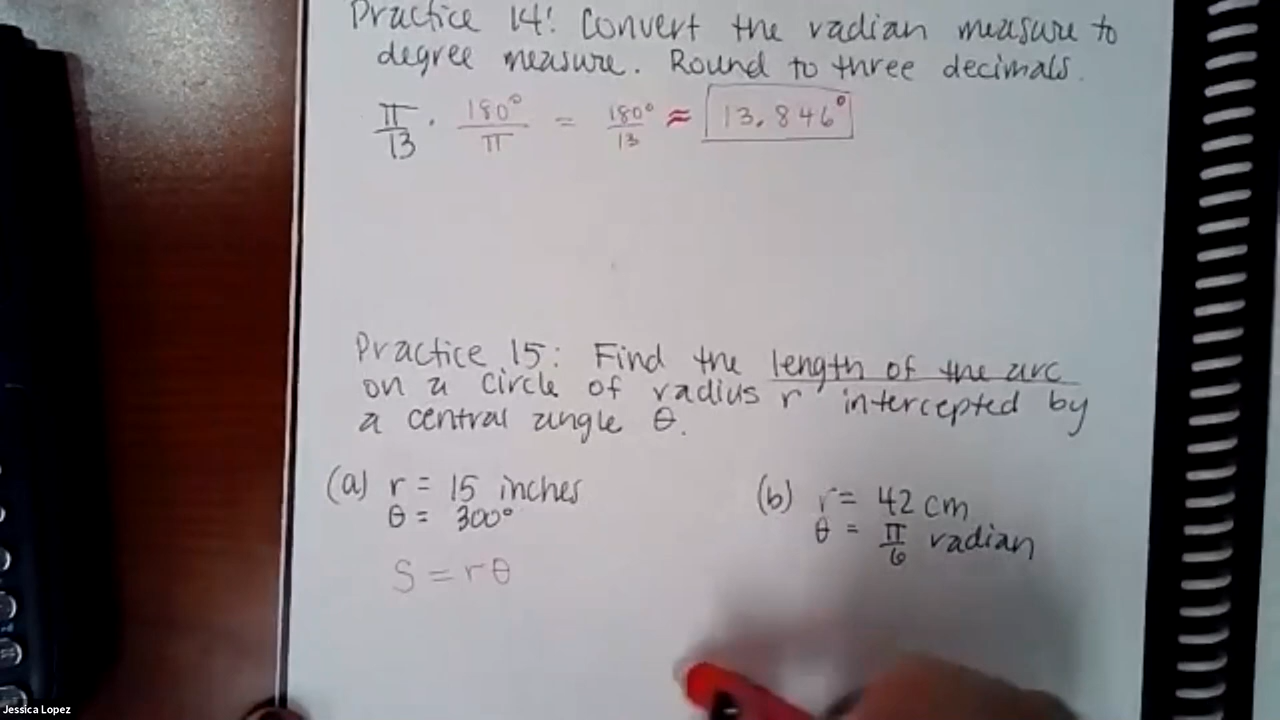 Practice 14: Convert the radian measure to
degree measure. Round to three decimals.
π/13 · 180°/π = 180°/13 ≈ 13.846°
Practice 15: Find the length of the arc
on a circle of radius r intercepted by
a central angle θ.
(a) r = 15 inches
θ = 300°
S = rθ
(b) r = 42 cm
θ = π/6 radian
Jessica Lopez